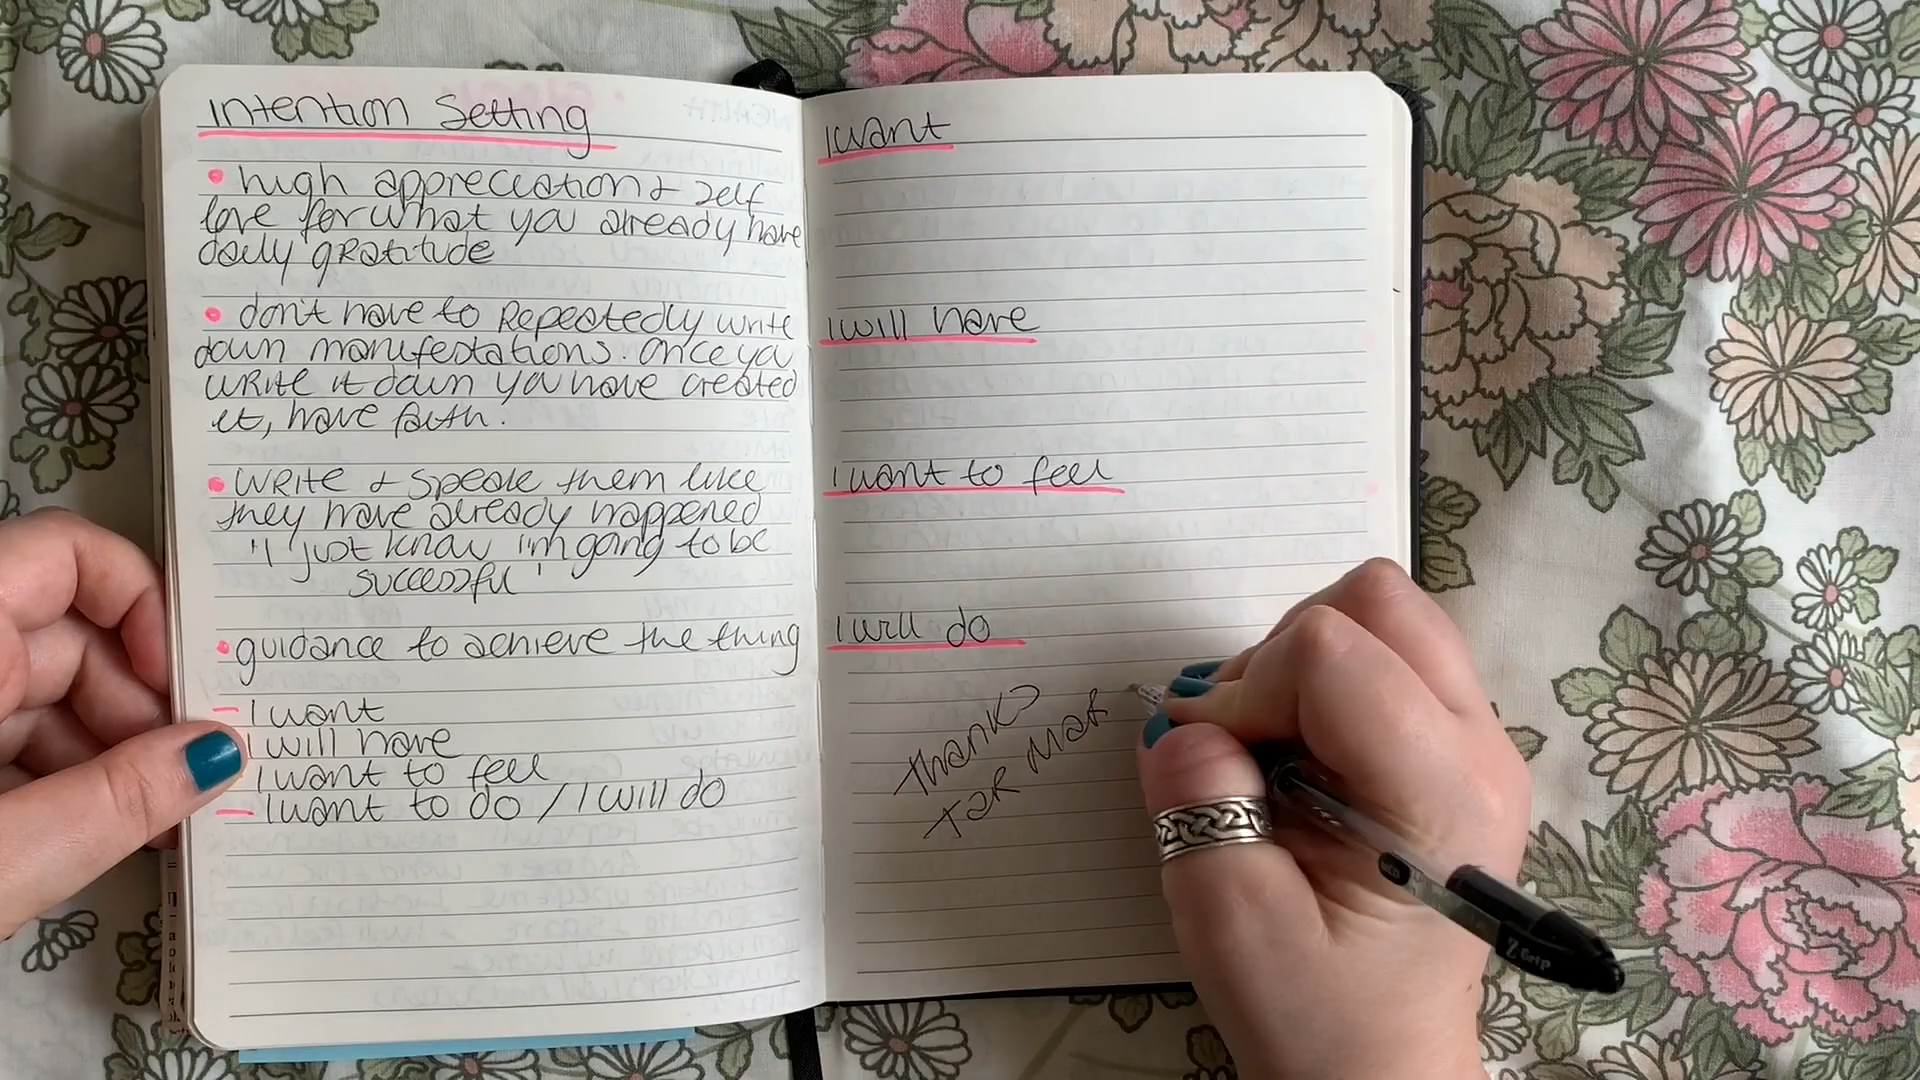 Intention Setting
• high appreciation + self
love for what you already have
daily gratitude
• don't have to Repeatedly write
down manifestations. Once you
write it down you have created
it, have faith.
• Write + speak them like
they have already happened
"I just know I'm going to be
successful"
• guidance to achieve the thing
- I want
I will have
I want to feel
- I want to do / I will do
I want
I will have
I want to feel
I will do
Thanks
for
Z Grip